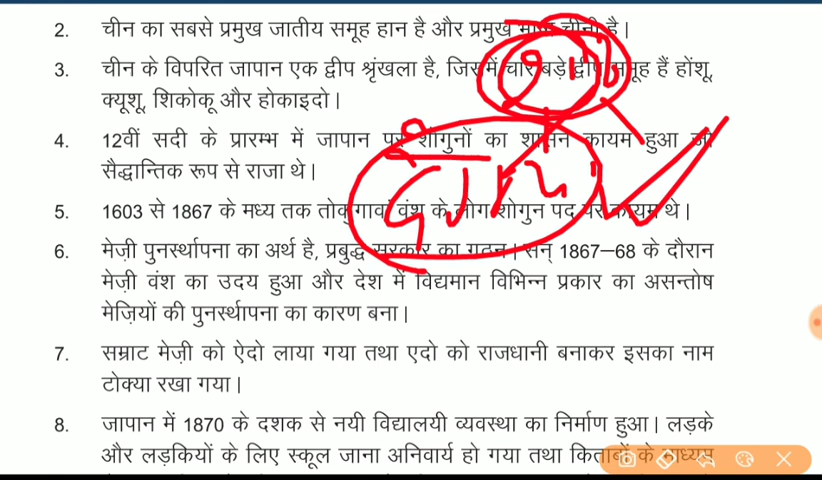 2. चीन का सबसे प्रमुख जातीय समूह हान है और प्रमुख भाषा चीनी है।
3. चीन के विपरित जापान एक द्वीप श्रृंखला है, जिसमें चार बड़े द्वीप समूह हैं होंशू,
क्यूशू, शिकोकू और होकाइदो।
4. 12वीं सदी के प्रारम्भ में जापान पर शोगुनों का शासन कायम हुआ जो
सैद्धान्तिक रूप से राजा थे।
5. 1603 से 1867 के मध्य तक तोकुगावा वंश के लोग शोगुन पद पर कायम थे।
6. मेज़ी पुनर्स्थापना का अर्थ है, प्रबुद्ध सरकार का गठन। सन् 1867–68 के दौरान
मेज़ी वंश का उदय हुआ और देश में विद्यमान विभिन्न प्रकार का असन्तोष
मेज़ियों की पुनर्स्थापना का कारण बना।
7. सम्राट मेज़ी को ऐदो लाया गया तथा एदो को राजधानी बनाकर इसका नाम
टोक्या रखा गया।
8. जापान में 1870 के दशक से नयी विद्यालयी व्यवस्था का निर्माण हुआ। लड़के
और लड़कियों के लिए स्कूल जाना अनिवार्य हो गया तथा किताबों के माध्यम